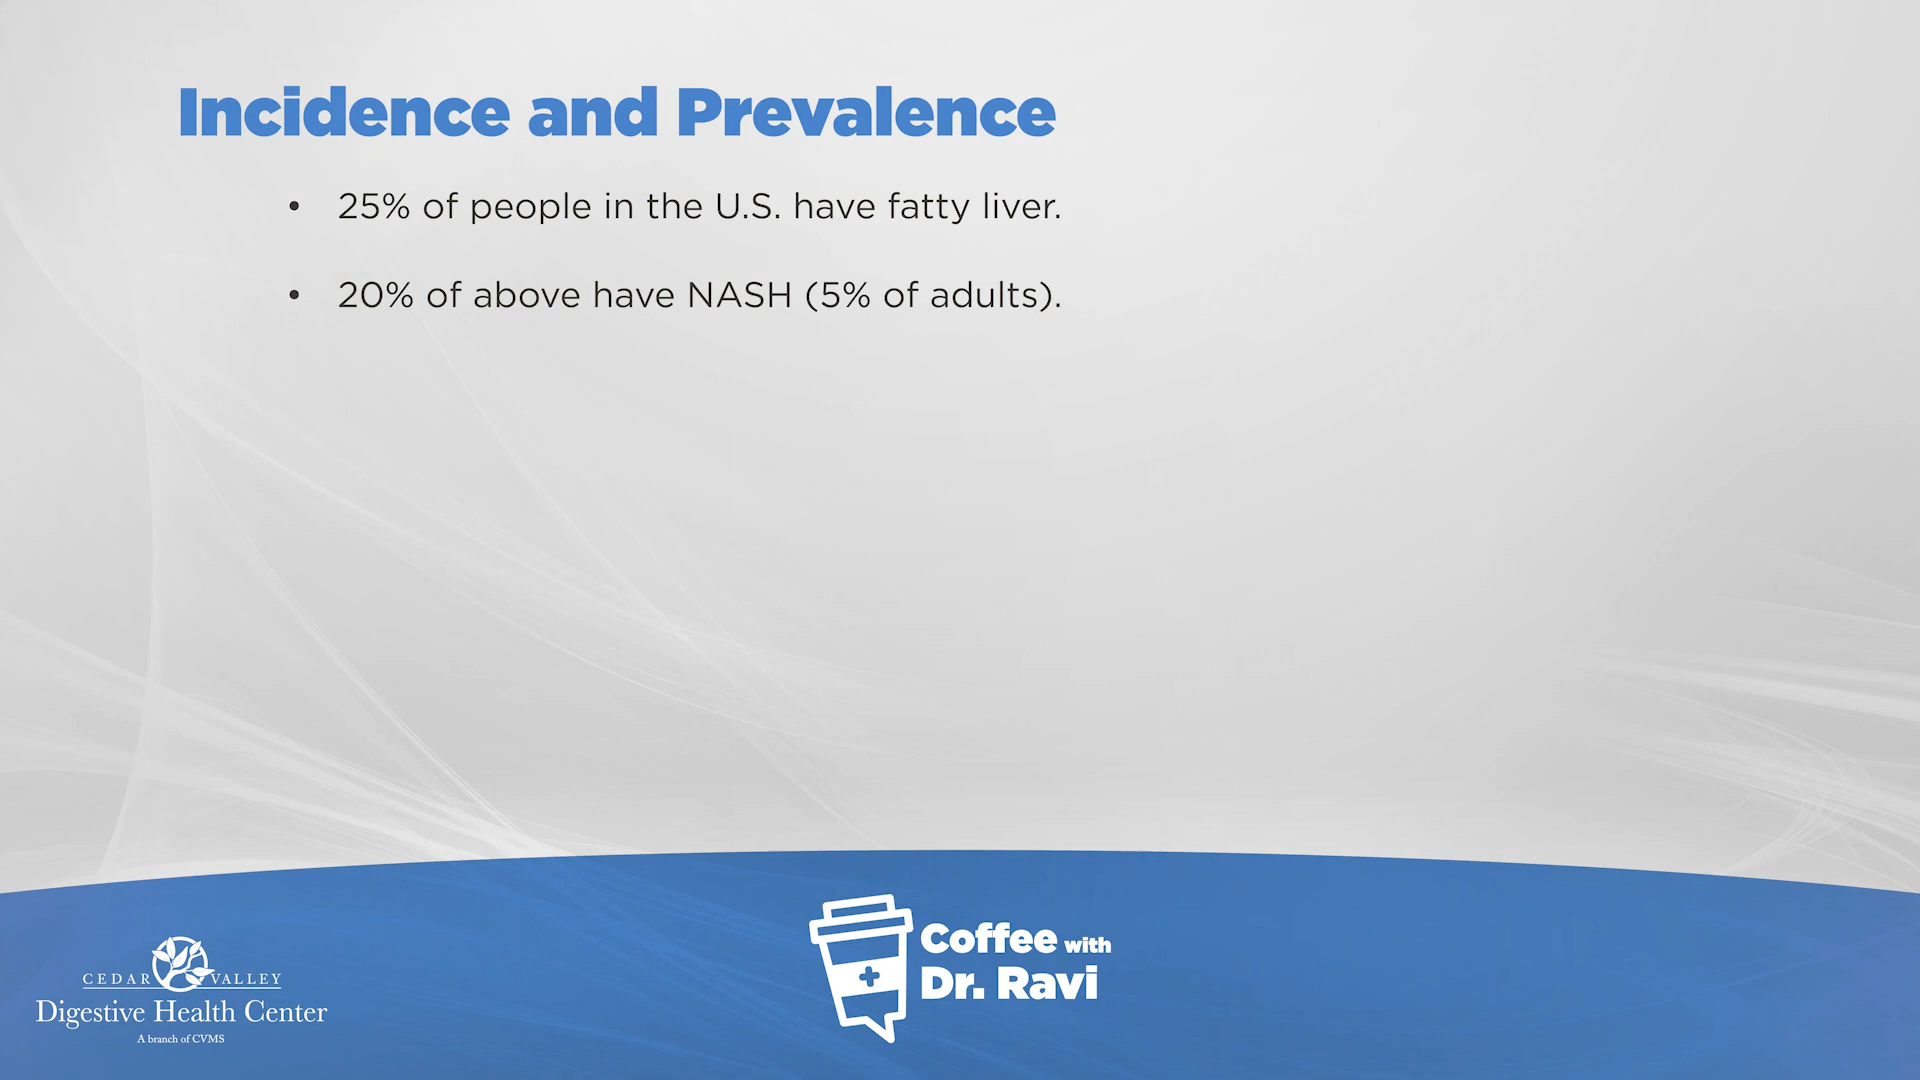 Incidence and Prevalence
• 25% of people in the U.S. have fatty liver.
• 20% of above have NASH (5% of adults).
CEDAR VALLEY
Digestive Health Center
A branch of CVMS
Coffee with
Dr. Ravi